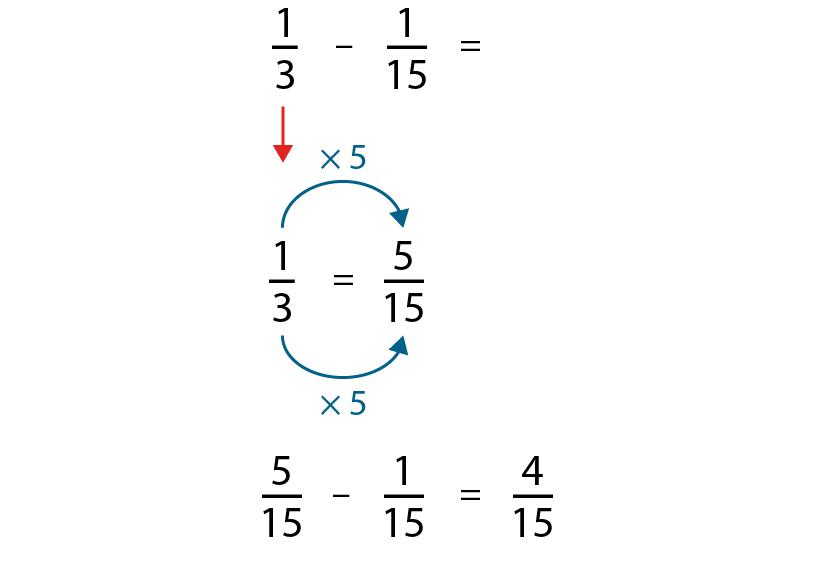 1/3 – 1/15 =
× 5
1/3 = 5/15
× 5
5/15 – 1/15 = 4/15